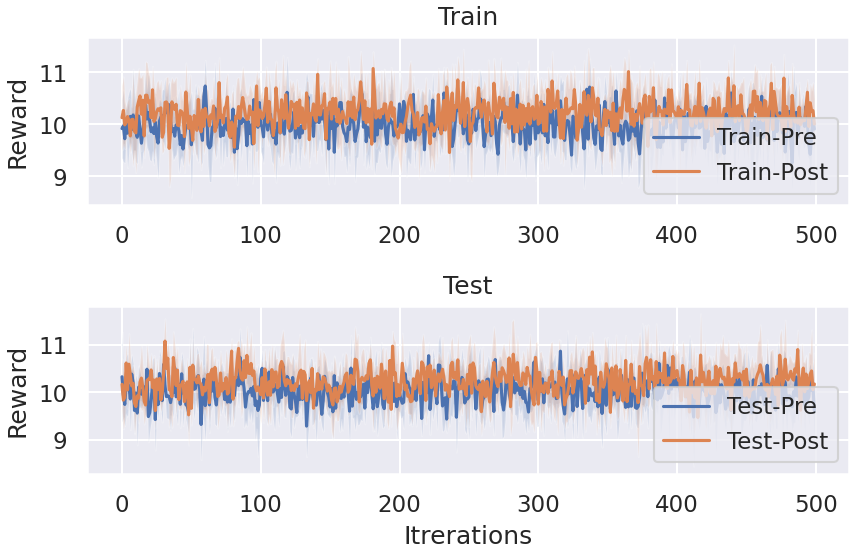 Train
Reward
11
10
9
Train-Pre
Train-Post
0 100 200 300 400 500
Test
Reward
11
10
9
Test-Pre
Test-Post
0 100 200 300 400 500
Itrerations